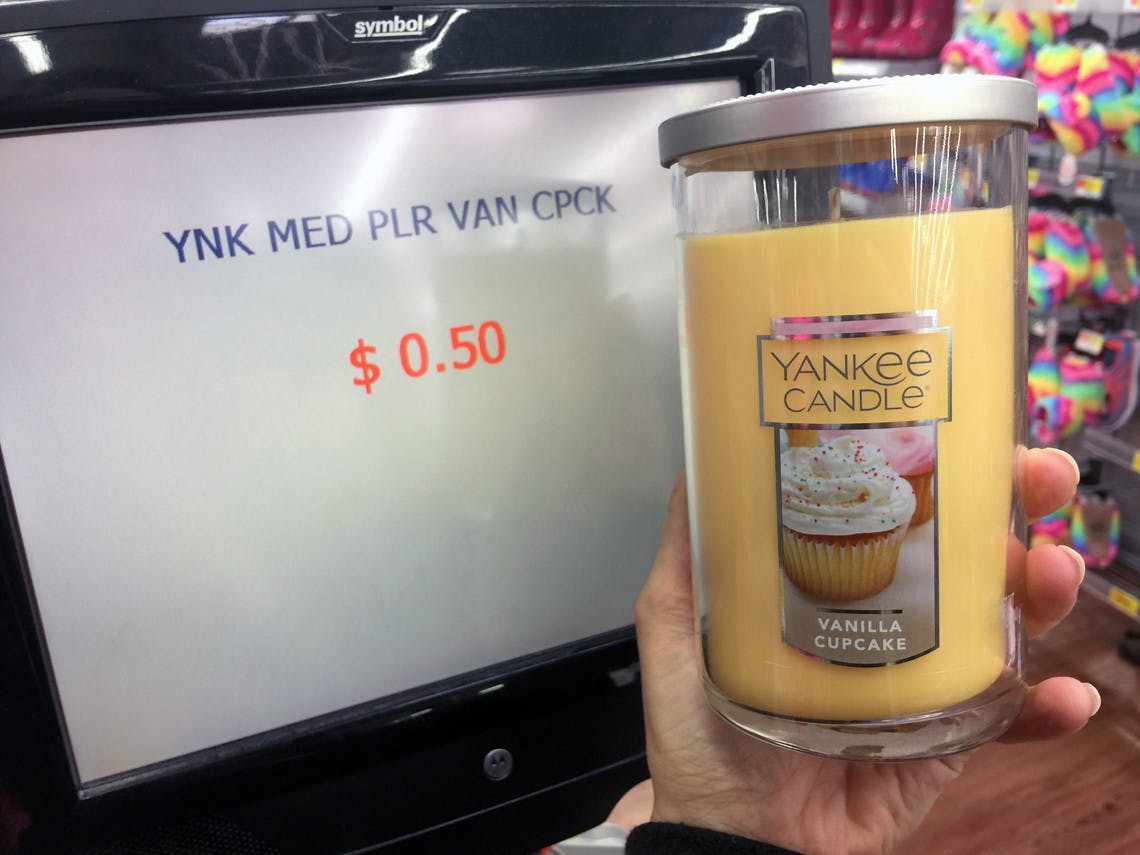 symbol
YNK MED PLR VAN CPCK
$ 0.50
YANKee
CANDLe®
VANILLA
CUPCAKE